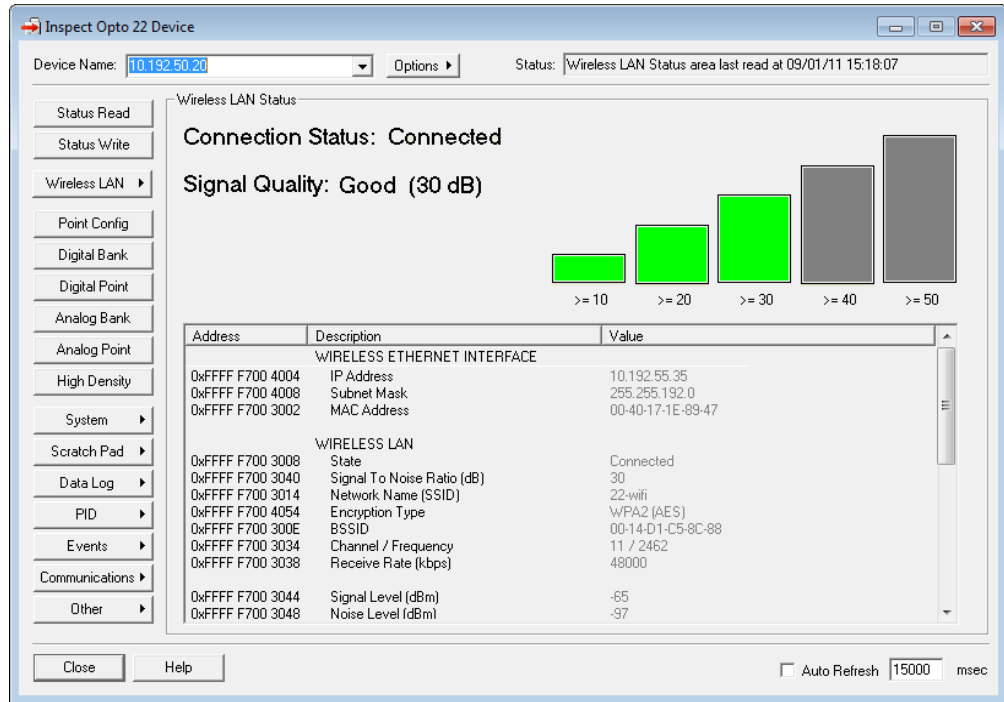 Inspect Opto 22 Device
Device Name: 10.192.50.20 Options Status: Wireless LAN Status area last read at 09/01/11 15:18:07
Status Read
Status Write
Wireless LAN
Point Config
Digital Bank
Digital Point
Analog Bank
Analog Point
High Density
System
Scratch Pad
Data Log
PID
Events
Communications
Other
Wireless LAN Status
Connection Status: Connected
Signal Quality: Good (30 dB)
>= 10 >= 20 >= 30 >= 40 >= 50
Address Description Value
WIRELESS ETHERNET INTERFACE
0xFFFF F700 4004 IP Address 10.192.55.35
0xFFFF F700 4008 Subnet Mask 255.255.192.0
0xFFFF F700 3002 MAC Address 00-40-17-1E-89-47
WIRELESS LAN
0xFFFF F700 3008 State Connected
0xFFFF F700 3040 Signal To Noise Ratio (dB) 30
0xFFFF F700 3014 Network Name (SSID) 22-wifi
0xFFFF F700 4054 Encryption Type WPA2 (AES)
0xFFFF F700 300E BSSID 00-14-D1-C5-8C-88
0xFFFF F700 3034 Channel / Frequency 11 / 2462
0xFFFF F700 3038 Receive Rate (kbps) 48000
0xFFFF F700 3044 Signal Level (dBm) -65
0xFFFF F700 3048 Noise Level (dBm) -97
Close Help Auto Refresh 15000 msec